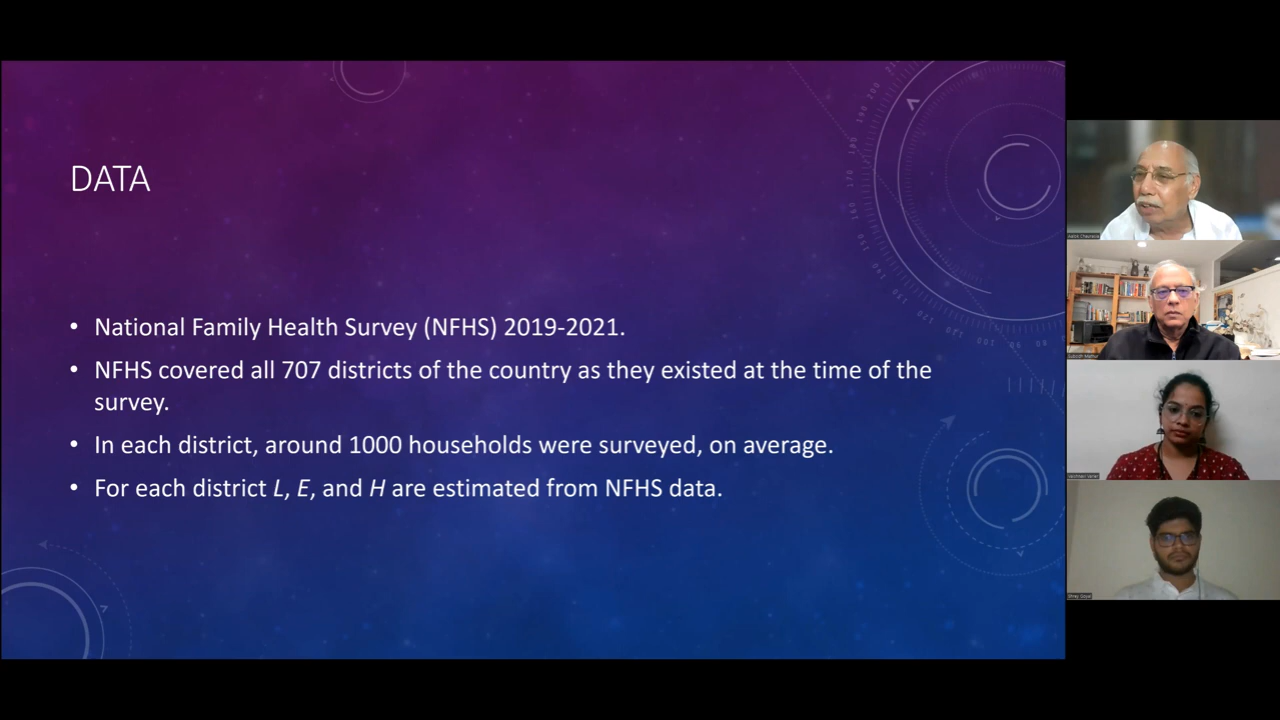 DATA
• National Family Health Survey (NFHS) 2019-2021.
• NFHS covered all 707 districts of the country as they existed at the time of the
survey.
• In each district, around 1000 households were surveyed, on average.
• For each district L, E, and H are estimated from NFHS data.
Shrey Goyal